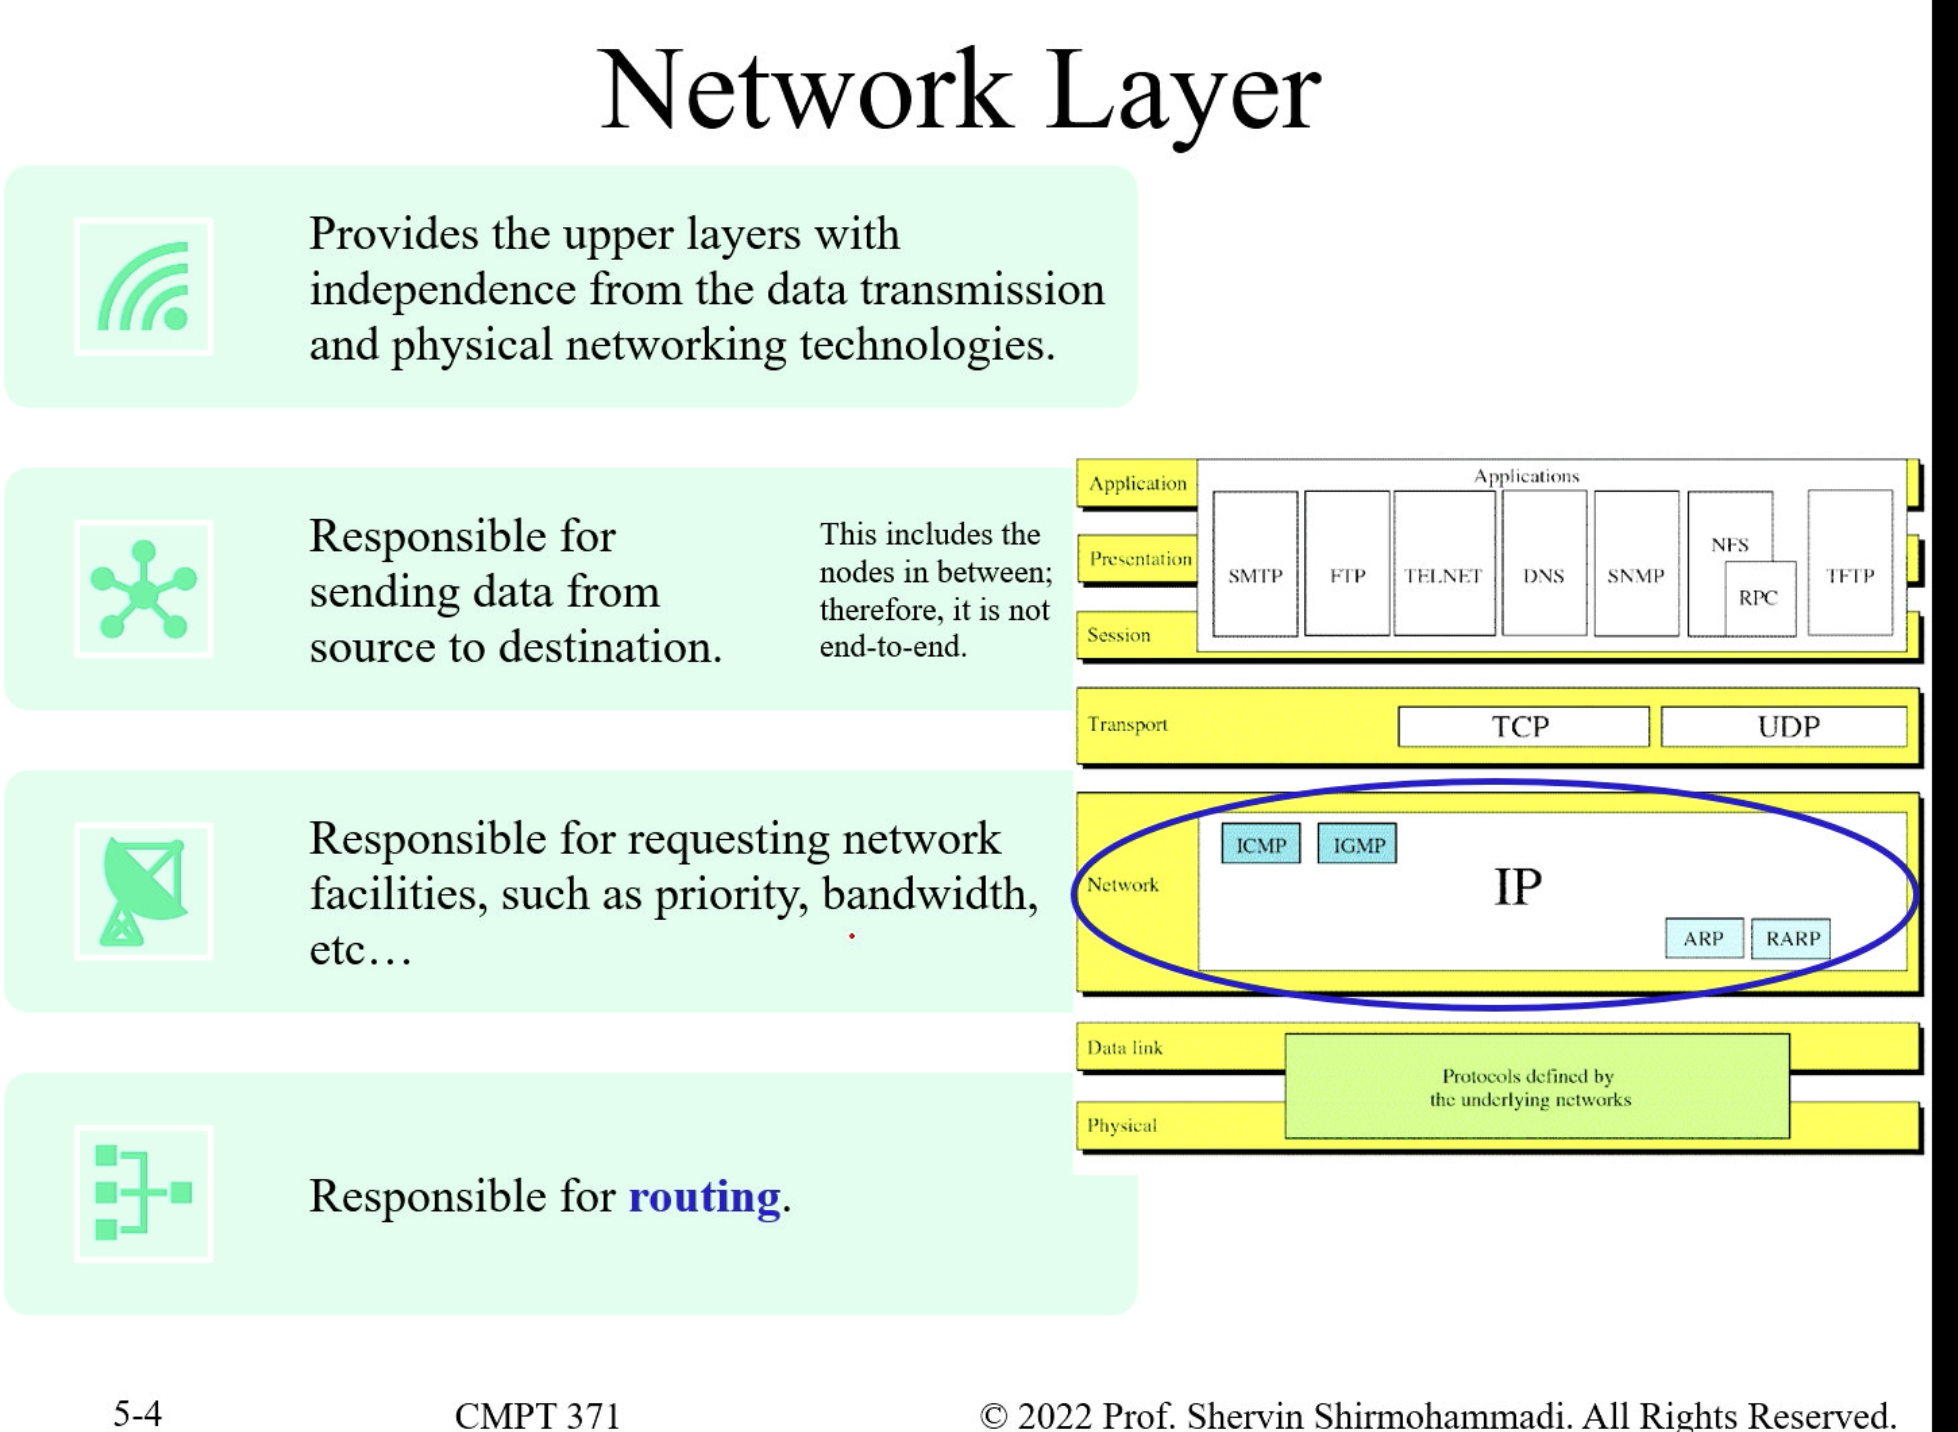 Network Layer
Provides the upper layers with
independence from the data transmission
and physical networking technologies.
Responsible for
sending data from
source to destination.
This includes the
nodes in between;
therefore, it is not
end-to-end.
Responsible for requesting network
facilities, such as priority, bandwidth,
etc…
Responsible for routing.
Application
Applications
Presentation
Session
SMTP
FTP
TELNET
DNS
SNMP
NFS
RPC
TFTP
Transport
TCP
UDP
Network
ICMP
IGMP
IP
ARP
RARP
Data link
Physical
Protocols defined by
the underlying networks
5-4
CMPT 371
© 2022 Prof. Shervin Shirmohammadi. All Rights Reserved.